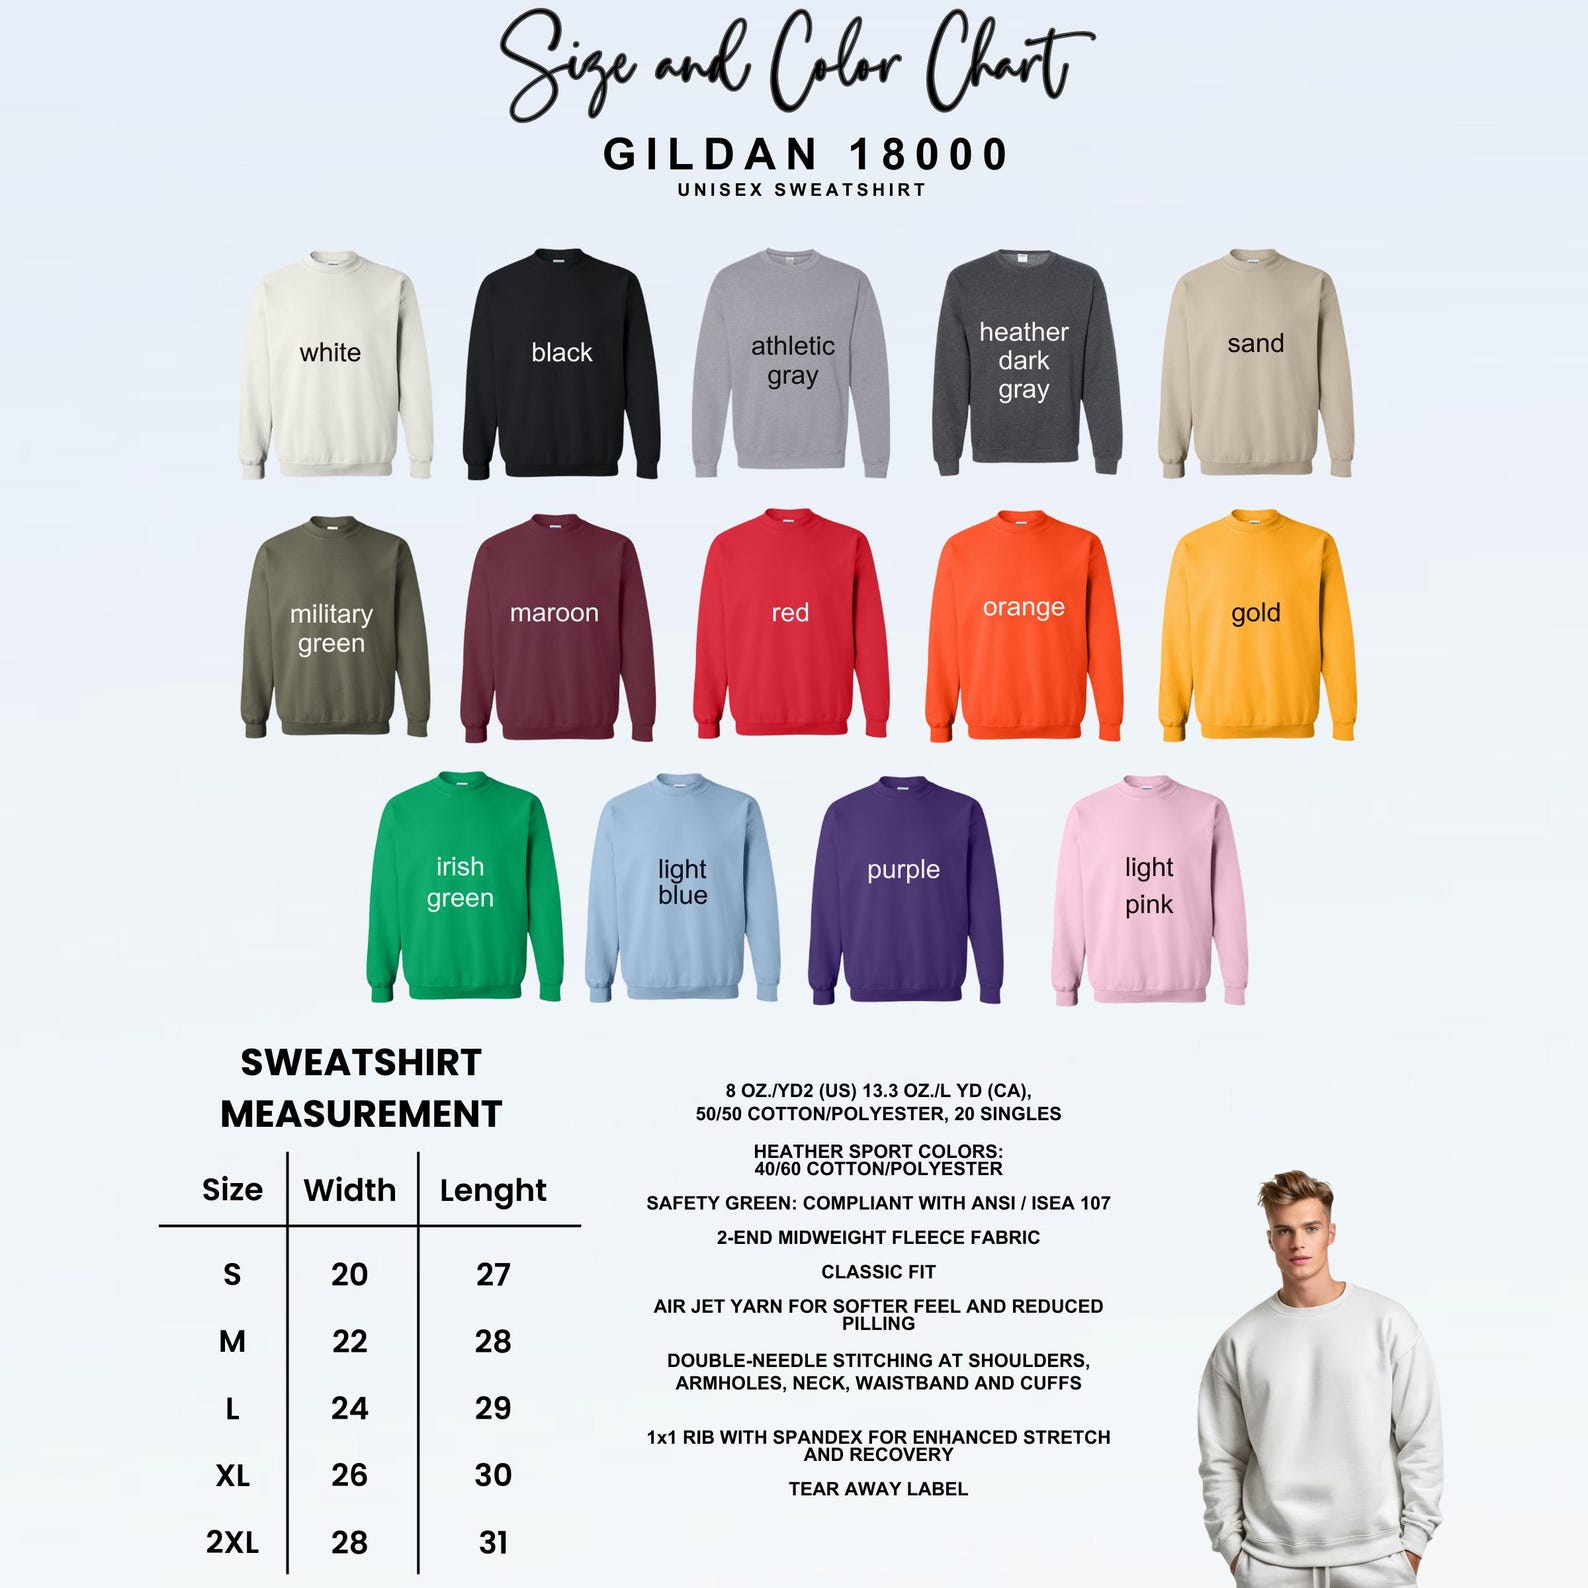 Size and Color Chart
GILDAN 18000
UNISEX SWEATSHIRT
white
black
athletic
gray
heather
dark
gray
sand
military
green
maroon
red
orange
gold
irish
green
light
blue
purple
light
pink
SWEATSHIRT
MEASUREMENT
Size Width Lenght
S 20 27
M 22 28
L 24 29
XL 26 30
2XL 28 31
8 OZ./YD2 (US) 13.3 OZ./L YD (CA),
50/50 COTTON/POLYESTER, 20 SINGLES
HEATHER SPORT COLORS:
40/60 COTTON/POLYESTER
SAFETY GREEN: COMPLIANT WITH ANSI / ISEA 107
2-END MIDWEIGHT FLEECE FABRIC
CLASSIC FIT
AIR JET YARN FOR SOFTER FEEL AND REDUCED
PILLING
DOUBLE-NEEDLE STITCHING AT SHOULDERS,
ARMHOLES, NECK, WAISTBAND AND CUFFS
1x1 RIB WITH SPANDEX FOR ENHANCED STRETCH
AND RECOVERY
TEAR AWAY LABEL